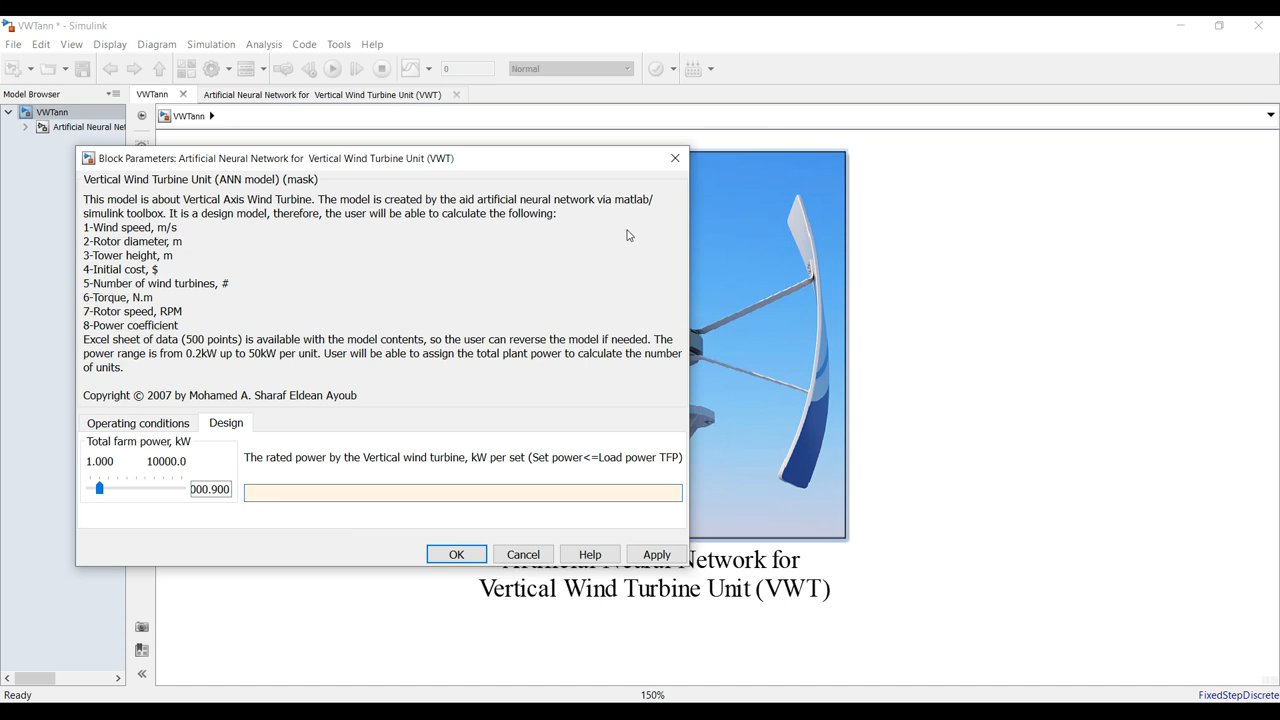 VWTann * - Simulink
File Edit View Display Diagram Simulation Analysis Code Tools Help
0
Normal
Model Browser
VWTann
Artificial Neural Network for Vertical Wind Turbine Unit (VWT)
VWTann
Artificial Neural Net
VWTann
Block Parameters: Artificial Neural Network for Vertical Wind Turbine Unit (VWT)
Vertical Wind Turbine Unit (ANN model) (mask)
This model is about Vertical Axis Wind Turbine. The model is created by the aid artificial neural network via matlab/
simulink toolbox. It is a design model, therefore, the user will be able to calculate the following:
1-Wind speed, m/s
2-Rotor diameter, m
3-Tower height, m
4-Initial cost, $
5-Number of wind turbines, #
6-Torque, N.m
7-Rotor speed, RPM
8-Power coefficient
Excel sheet of data (500 points) is available with the model contents, so the user can reverse the model if needed. The
power range is from 0.2kW up to 50kW per unit. User will be able to assign the total plant power to calculate the number
of units.
Copyright © 2007 by Mohamed A. Sharaf Eldean Ayoub
Operating conditions
Design
Total farm power, kW
1.000 10000.0
00.900
The rated power by the Vertical wind turbine, kW per set (Set power<=Load power TFP)
OK Cancel Help Apply
Artificial Neural Network for
Vertical Wind Turbine Unit (VWT)
Ready
150%
FixedStepDiscrete